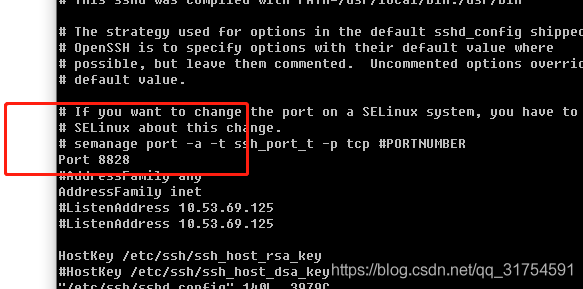 # This sshd was compiled with PATH=/usr/local/bin:/usr/bin
# The strategy used for options in the default sshd_config shipped
# OpenSSH is to specify options with their default value where
# possible, but leave them commented.  Uncommented options overri
# default value.
# If you want to change the port on a SELinux system, you have to
# SELinux about this change.
# semanage port -a -t ssh_port_t -p tcp #PORTNUMBER
Port 8828
#AddressFamily any
AddressFamily inet
#ListenAddress 10.53.69.125
#ListenAddress 10.53.69.125
HostKey /etc/ssh/ssh_host_rsa_key
#HostKey /etc/ssh/ssh_host_dsa_key
"/etc/ssh/sshd_config" 140L, 3979C
https://blog.csdn.net/qq_31754591